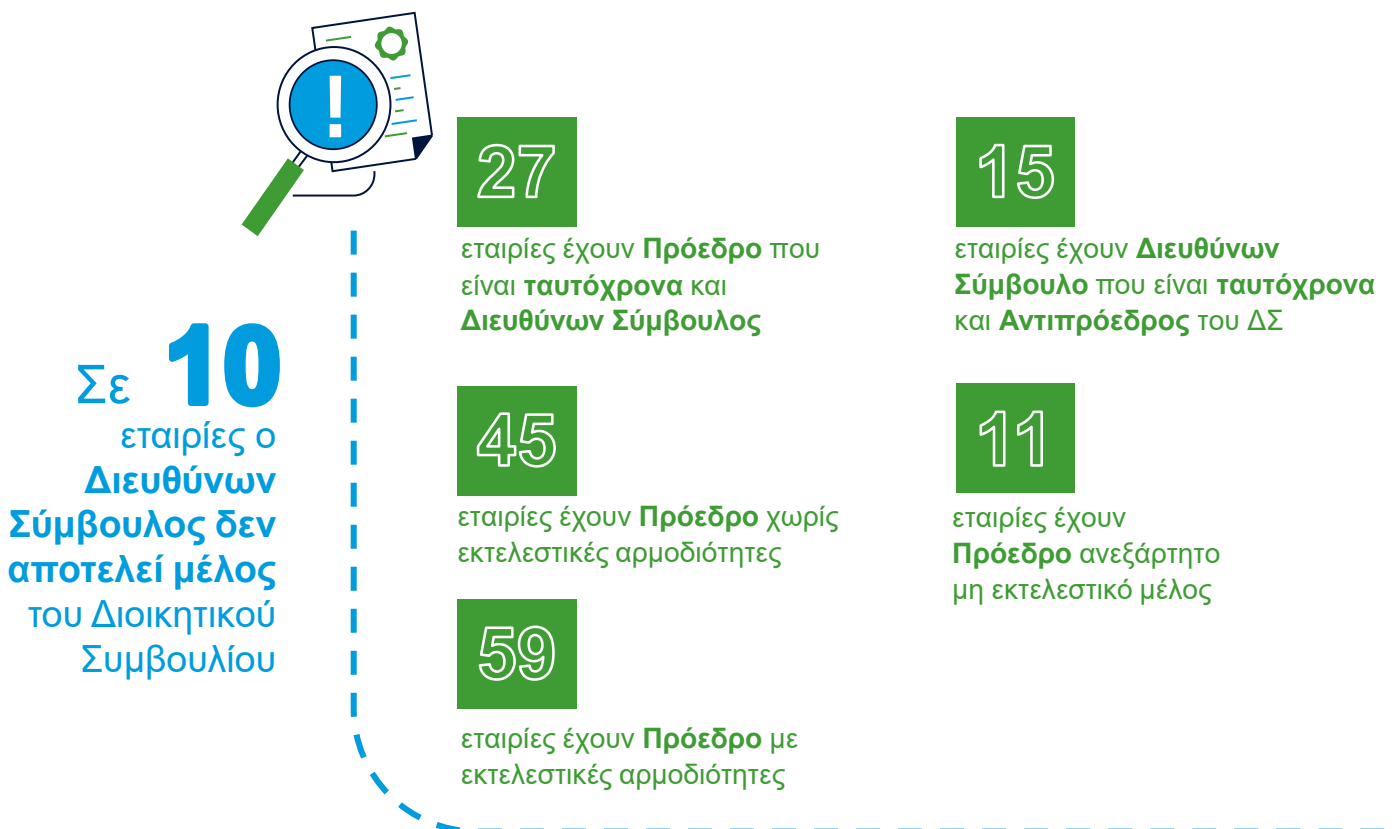 !
Σε 10
εταιρίες ο
Διευθύνων
Σύμβουλος δεν
αποτελεί μέλος
του Διοικητικού
Συμβουλίου
27
εταιρίες έχουν Πρόεδρο που
είναι ταυτόχρονα και
Διευθύνων Σύμβουλος
15
εταιρίες έχουν Διευθύνων
Σύμβουλο που είναι ταυτόχρονα
και Αντιπρόεδρος του ΔΣ
45
εταιρίες έχουν Πρόεδρο χωρίς
εκτελεστικές αρμοδιότητες
11
εταιρίες έχουν
Πρόεδρο ανεξάρτητο
μη εκτελεστικό μέλος
59
εταιρίες έχουν Πρόεδρο με
εκτελεστικές αρμοδιότητες